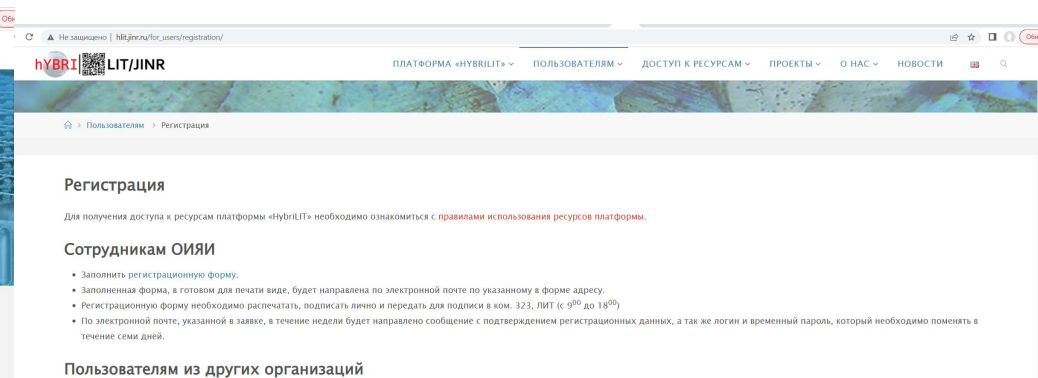 Обн
Не защищено | hlit.jinr.ru/for_users/registration/
Обн
hYBRI LIT/JINR ПЛАТФОРМА «HYBRILIT» ПОЛЬЗОВАТЕЛЯМ ДОСТУП К РЕСУРСАМ ПРОЕКТЫ О НАС НОВОСТИ
> Пользователям > Регистрация
Регистрация
Для получения доступа к ресурсам платформы «HybriLIT» необходимо ознакомиться с правилами использования ресурсов платформы.
Сотрудникам ОИЯИ
• Заполнить регистрационную форму.
• Заполненная форма, в готовом для печати виде, будет направлена по электронной почте по указанному в форме адресу.
• Регистрационную форму необходимо распечатать, подписать лично и передать для подписи в ком. 323, ЛИТ (с 9⁰⁰ до 18⁰⁰)
• По электронной почте, указанной в заявке, в течение недели будет направлено сообщение с подтверждением регистрационных данных, а так же логин и временный пароль, который необходимо поменять в
течение семи дней.
Пользователям из других организаций